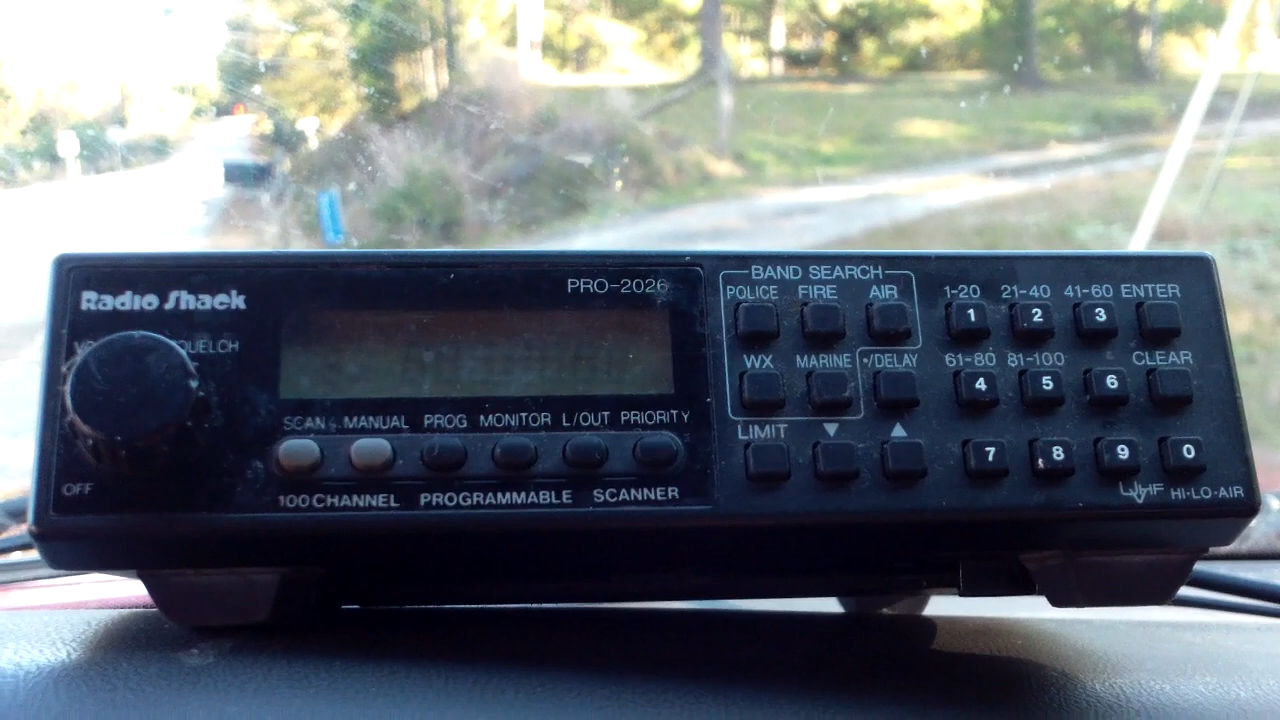 Radio Shack
PRO-2026
SQUELCH
OFF
SCAN MANUAL PROG MONITOR L/OUT PRIORITY
100 CHANNEL PROGRAMMABLE SCANNER
BAND SEARCH
POLICE FIRE AIR
WX MARINE •/DELAY
LIMIT ▼ ▲
1-20 21-40 41-60 ENTER
1 2 3
61-80 81-100 CLEAR
4 5 6
7 8 9 0
HI-LO-AIR